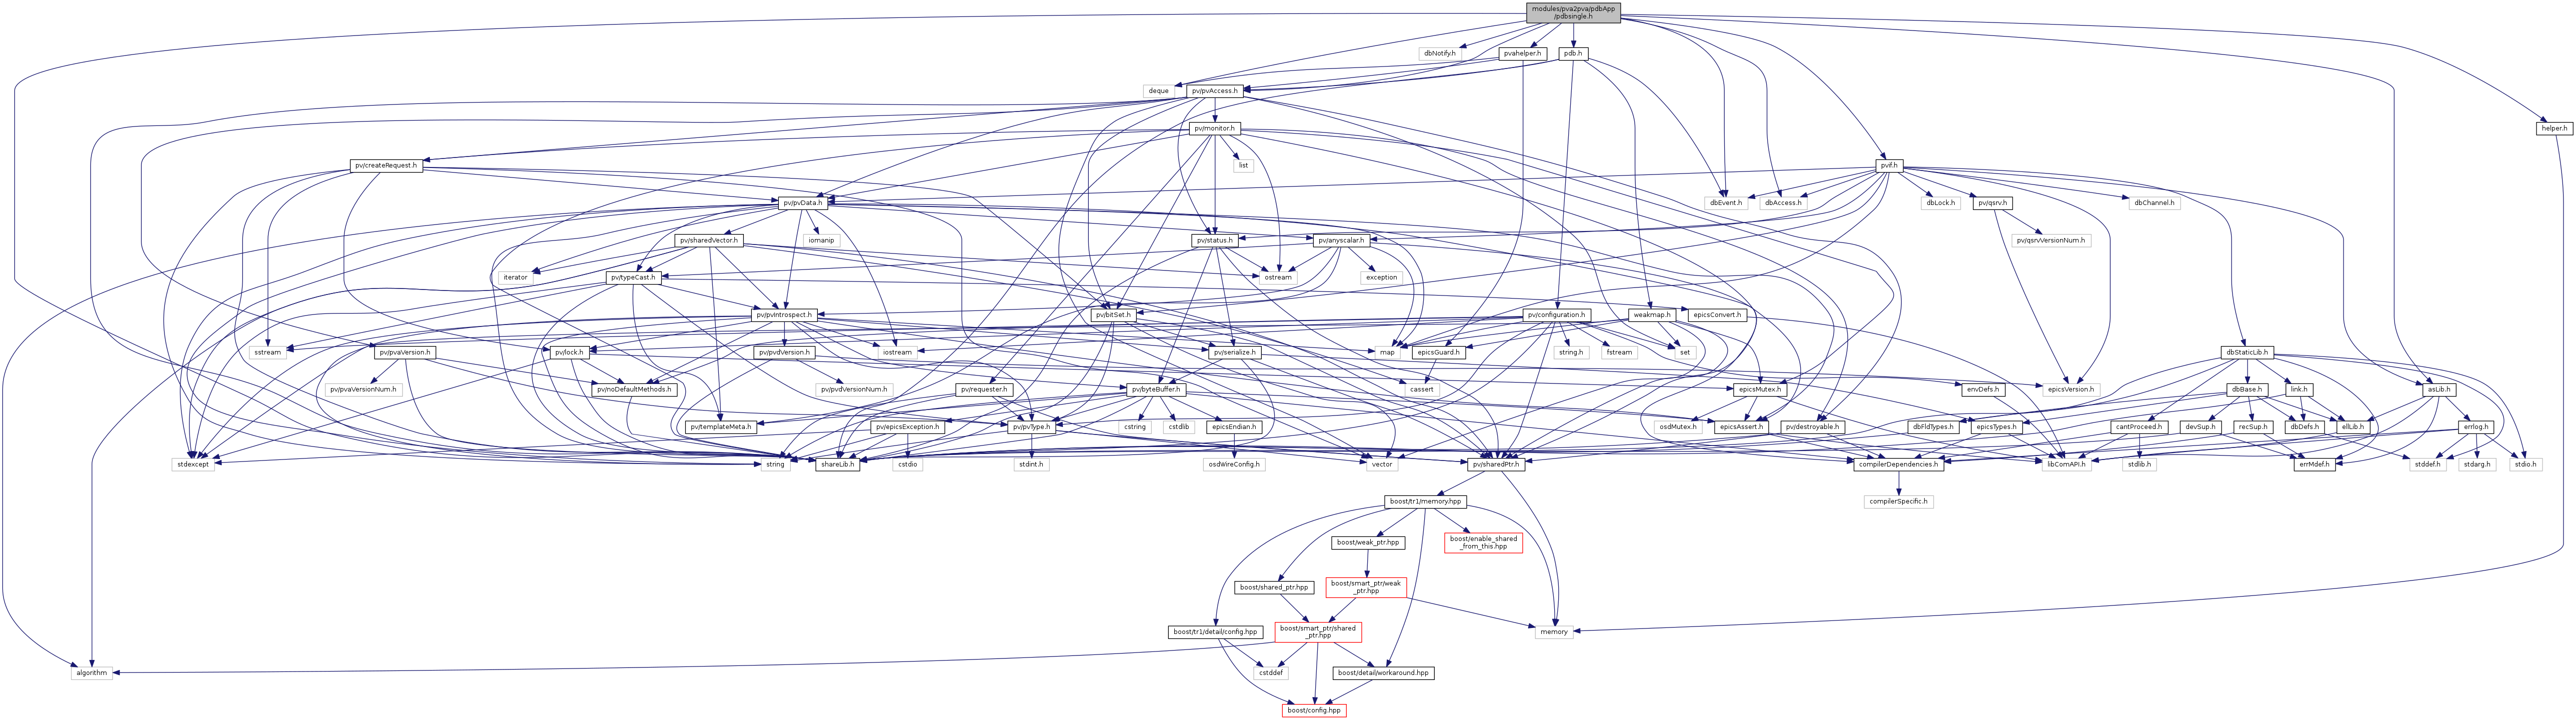 modules/pva2pva/pdbApp
/pdbsingle.h
dbNotify.h
pvahelper.h
pdb.h
deque
pv/pvAccess.h
pv/monitor.h
helper.h
pv/createRequest.h
list
pvif.h
pv/pvData.h
dbEvent.h
dbAccess.h
dbLock.h
pv/qsrv.h
dbChannel.h
pv/sharedVector.h
iomanip
pv/status.h
pv/anyscalar.h
pv/qsrvVersionNum.h
iterator
pv/typeCast.h
ostream
exception
pv/pvIntrospect.h
pv/bitSet.h
pv/configuration.h
weakmap.h
epicsConvert.h
sstream
pv/pvaVersion.h
pv/lock.h
pv/pvdVersion.h
iostream
pv/serialize.h
map
epicsGuard.h
string.h
fstream
set
dbStaticLib.h
pv/pvaVersionNum.h
pv/noDefaultMethods.h
pv/pvdVersionNum.h
pv/requester.h
pv/byteBuffer.h
cassert
epicsMutex.h
envDefs.h
epicsVersion.h
dbBase.h
link.h
asLib.h
pv/templateMeta.h
pv/epicsException.h
pv/pvType.h
cstring
cstdlib
epicsEndian.h
osdMutex.h
epicsAssert.h
pv/destroyable.h
dbFldTypes.h
epicsTypes.h
cantProceed.h
devSup.h
recSup.h
dbDefs.h
ellLib.h
errlog.h
stdexcept
string
shareLib.h
cstdio
stdint.h
osdWireConfig.h
vector
pv/sharedPtr.h
compilerDependencies.h
libComAPI.h
stdlib.h
errMdef.h
stddef.h
stdarg.h
stdio.h
boost/tr1/memory.hpp
compilerSpecific.h
boost/weak_ptr.hpp
boost/enable_shared
_from_this.hpp
boost/shared_ptr.hpp
boost/smart_ptr/weak
_ptr.hpp
boost/tr1/detail/config.hpp
boost/smart_ptr/shared
_ptr.hpp
memory
algorithm
cstddef
boost/detail/workaround.hpp
boost/config.hpp